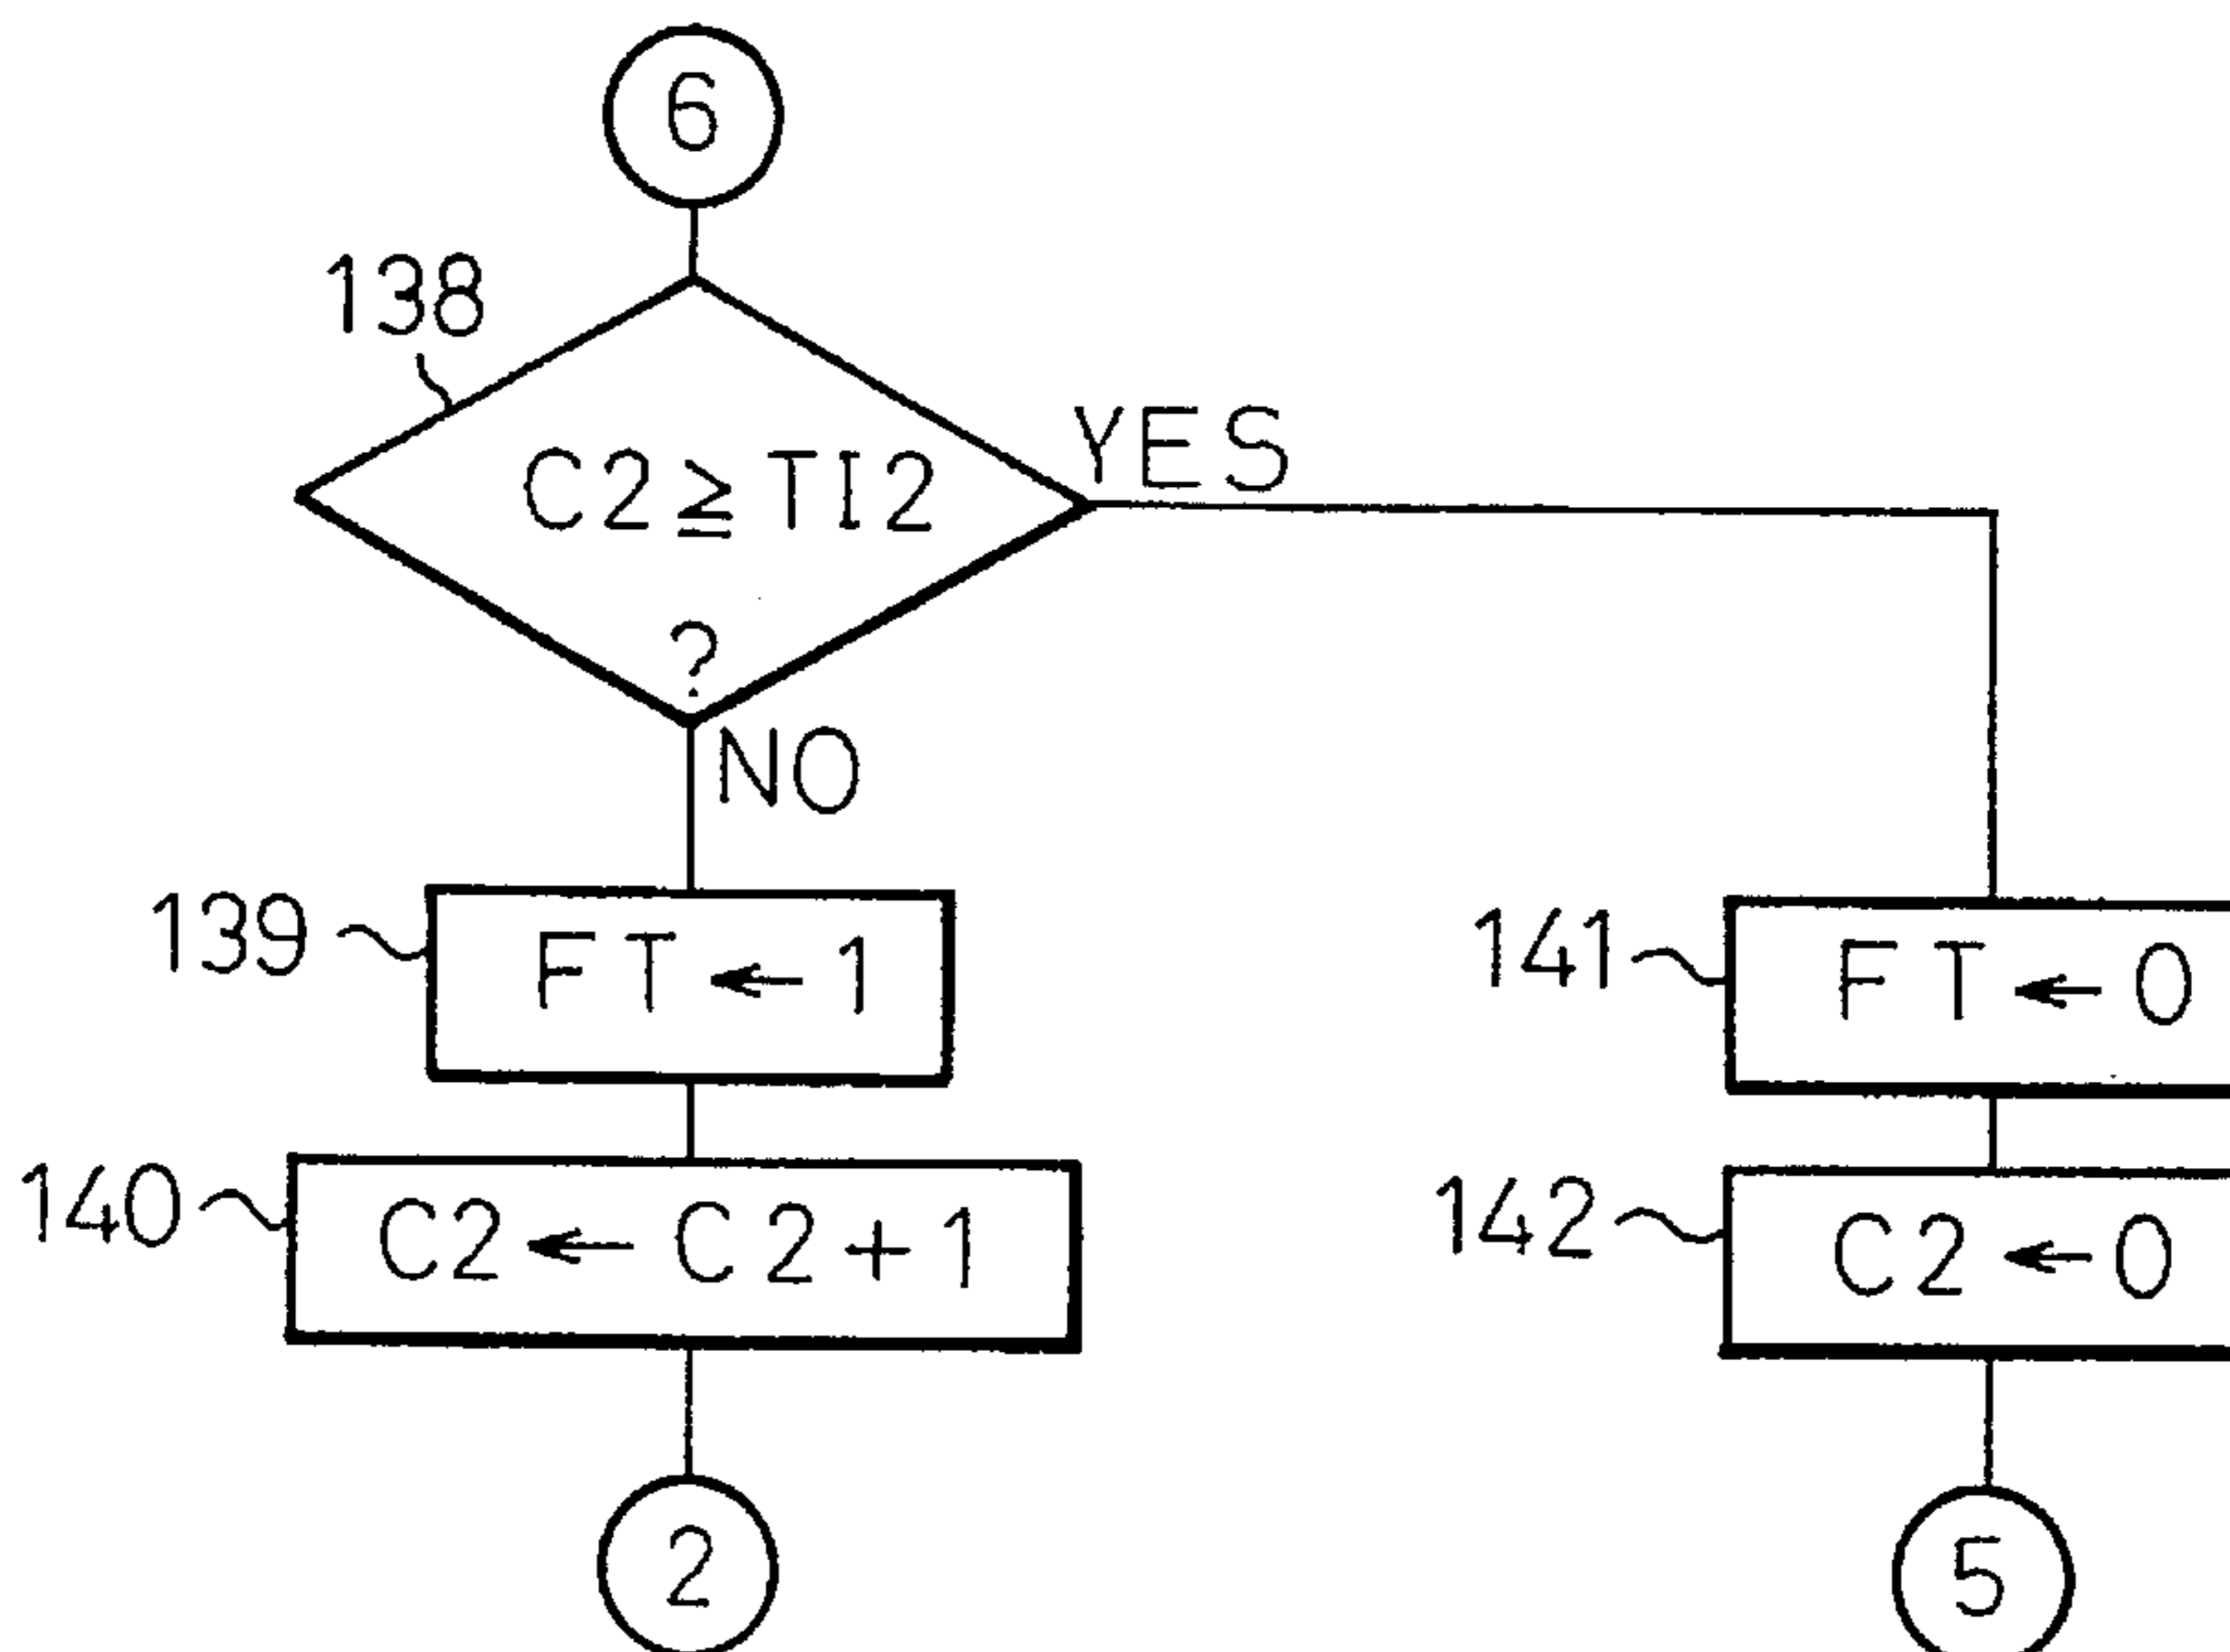 6
138
C2≧TI2
?
YES
NO
139
FT←1
141
FT←0
140
C2←C2+1
142
C2←0
2
5